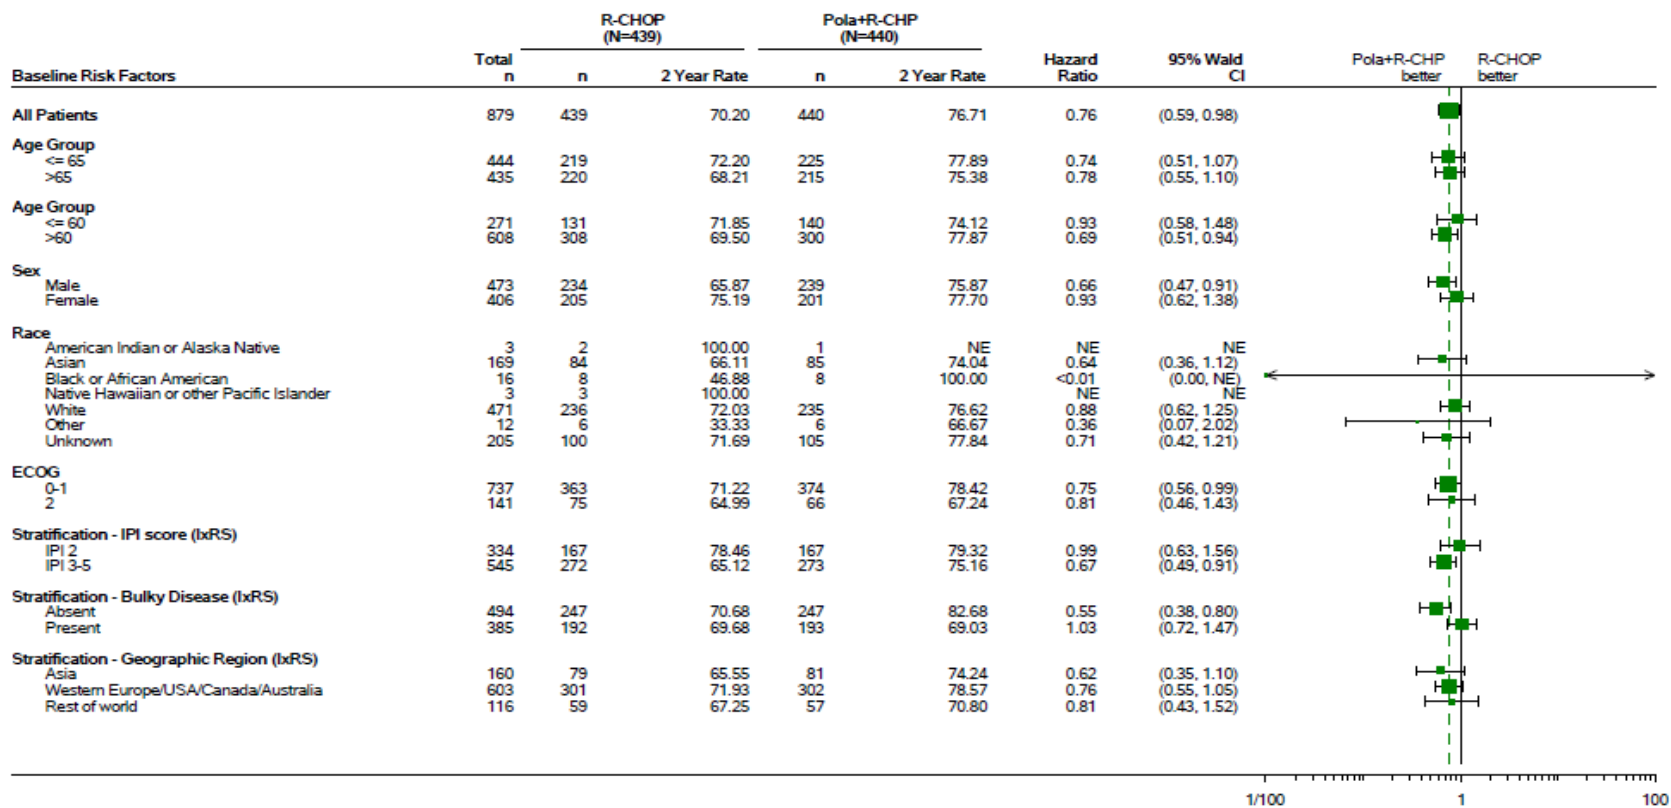 R-CHOP Pola+R-CHP
(N=439) (N=440)
Total Hazard 95% Wald Pola+R-CHP R-CHOP
Baseline Risk Factors n n 2 Year Rate n 2 Year Rate Ratio CI better better
All Patients 879 439 70.20 440 76.71 0.76 (0.59, 0.98)
Age Group
<= 65 444 219 72.20 225 77.89 0.74 (0.51, 1.07)
>65 435 220 68.21 215 75.38 0.78 (0.55, 1.10)
Age Group
<= 60 271 131 71.85 140 74.12 0.93 (0.58, 1.48)
>60 608 308 69.50 300 77.87 0.69 (0.51, 0.94)
Sex
Male 473 234 65.87 239 75.87 0.66 (0.47, 0.91)
Female 406 205 75.19 201 77.70 0.93 (0.62, 1.38)
Race
American Indian or Alaska Native 3 2 100.00 1 NE NE NE
Asian 169 84 66.11 85 74.04 0.64 (0.36, 1.12)
Black or African American 16 8 46.88 8 100.00 <0.01 (0.00, NE)
Native Hawaiian or other Pacific Islander 3 3 100.00 NE NE
White 471 236 72.03 235 76.62 0.88 (0.62, 1.25)
Other 12 6 33.33 6 66.67 0.36 (0.07, 2.02)
Unknown 205 100 71.69 105 77.84 0.71 (0.42, 1.21)
ECOG
0-1 737 363 71.22 374 78.42 0.75 (0.56, 0.99)
2 141 75 64.99 66 67.24 0.81 (0.46, 1.43)
Stratification - IPI score (IxRS)
IPI 2 334 167 78.46 167 79.32 0.99 (0.63, 1.56)
IPI 3-5 545 272 65.12 273 75.16 0.67 (0.49, 0.91)
Stratification - Bulky Disease (IxRS)
Absent 494 247 70.68 247 82.68 0.55 (0.38, 0.80)
Present 385 192 69.68 193 69.03 1.03 (0.72, 1.47)
Stratification - Geographic Region (IxRS)
Asia 160 79 65.55 81 74.24 0.62 (0.35, 1.10)
Western Europe/USA/Canada/Australia 603 301 71.93 302 78.57 0.76 (0.55, 1.05)
Rest of world 116 59 67.25 57 70.80 0.81 (0.43, 1.52)
1/100 1 100